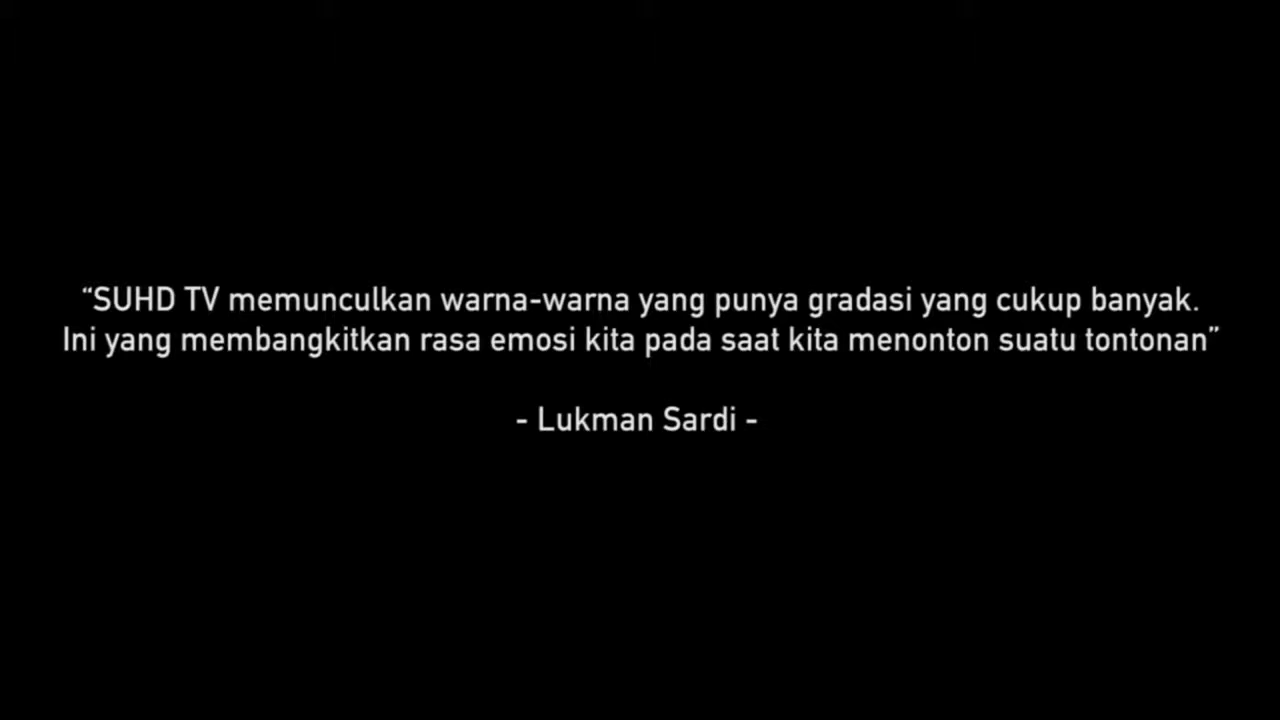 “SUHD TV memunculkan warna-warna yang punya gradasi yang cukup banyak.
Ini yang membangkitkan rasa emosi kita pada saat kita menonton suatu tontonan”
- Lukman Sardi -